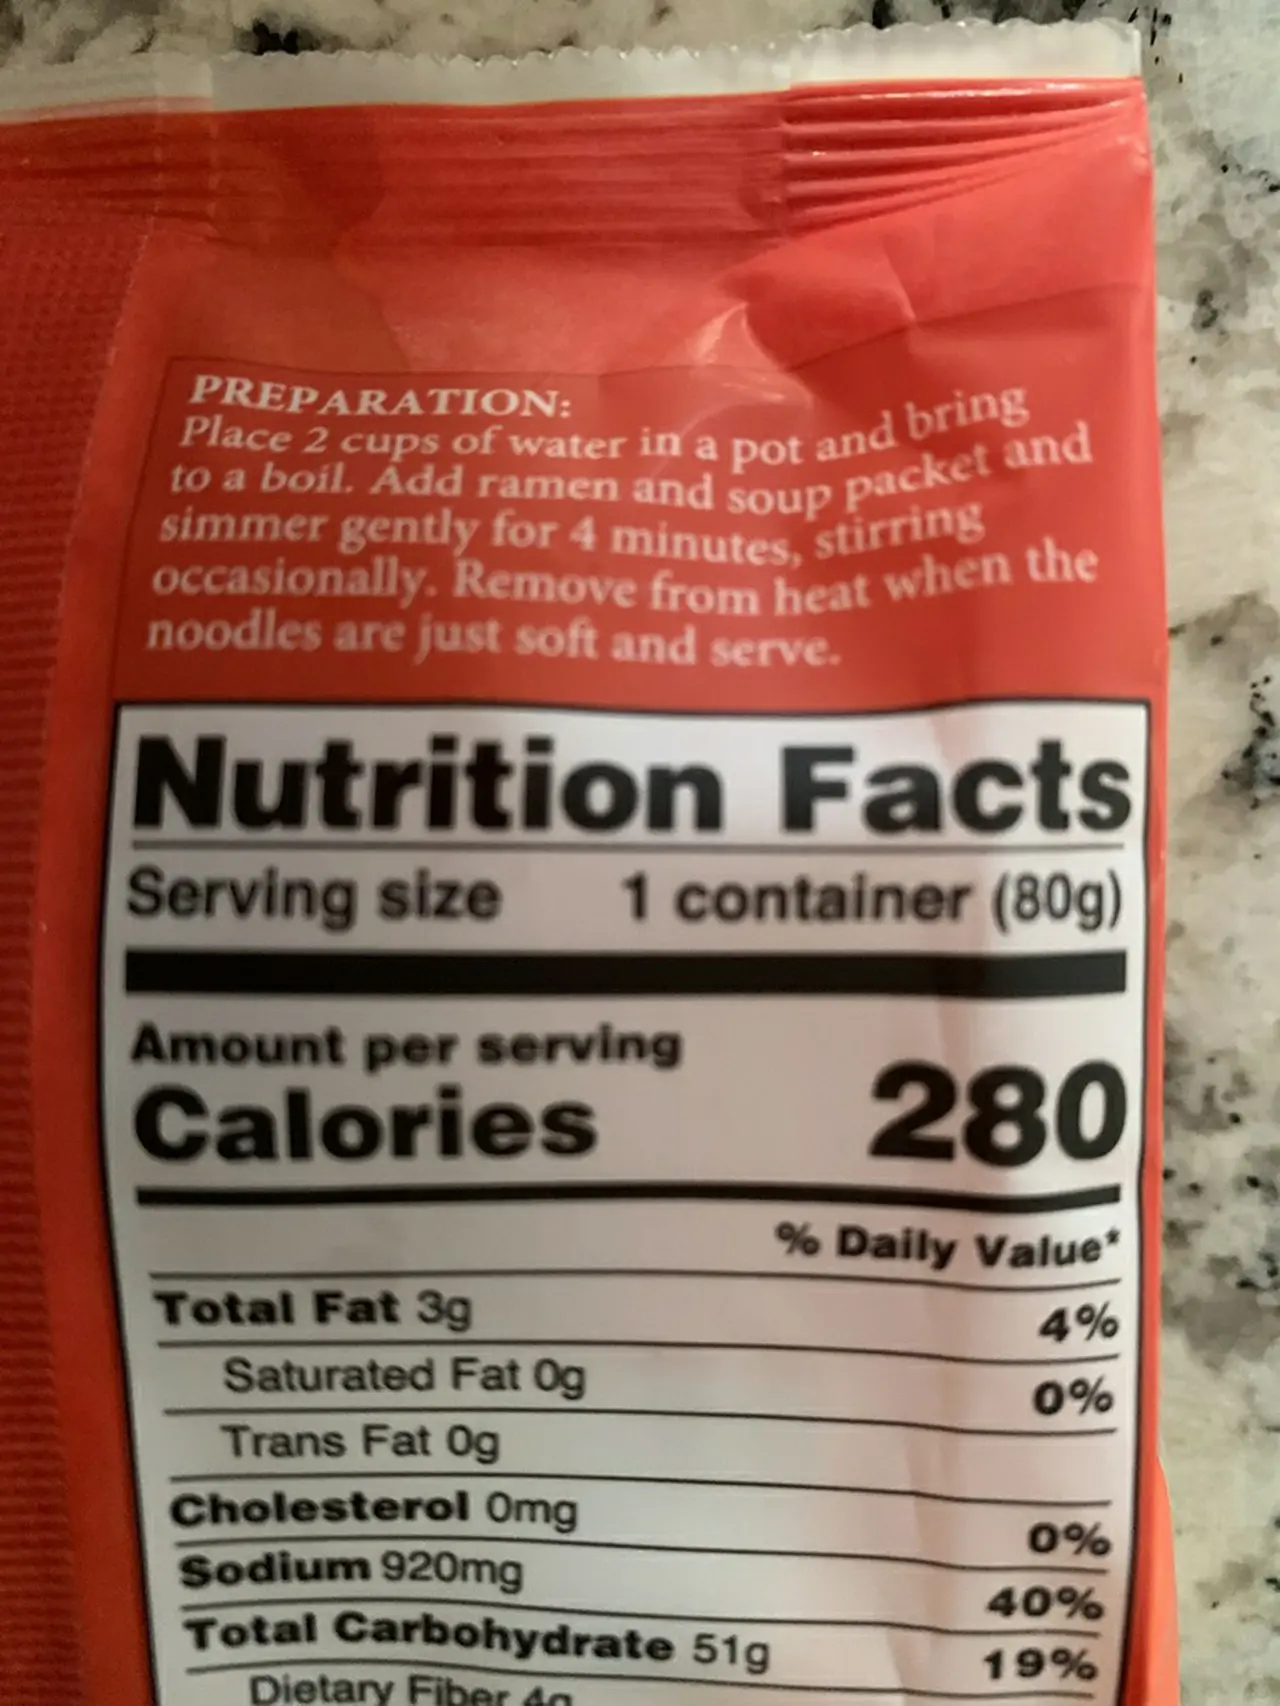 PREPARATION:
Place 2 cups of water in a pot and bring
to a boil. Add ramen and soup packet and
simmer gently for 4 minutes, stirring
occasionally. Remove from heat when the
noodles are just soft and serve.
Nutrition Facts
Serving size 1 container (80g)
Amount per serving
Calories 280
% Daily Value*
Total Fat 3g 4%
Saturated Fat 0g 0%
Trans Fat 0g
Cholesterol 0mg 0%
Sodium 920mg 40%
Total Carbohydrate 51g 19%
Dietary Fiber 4g